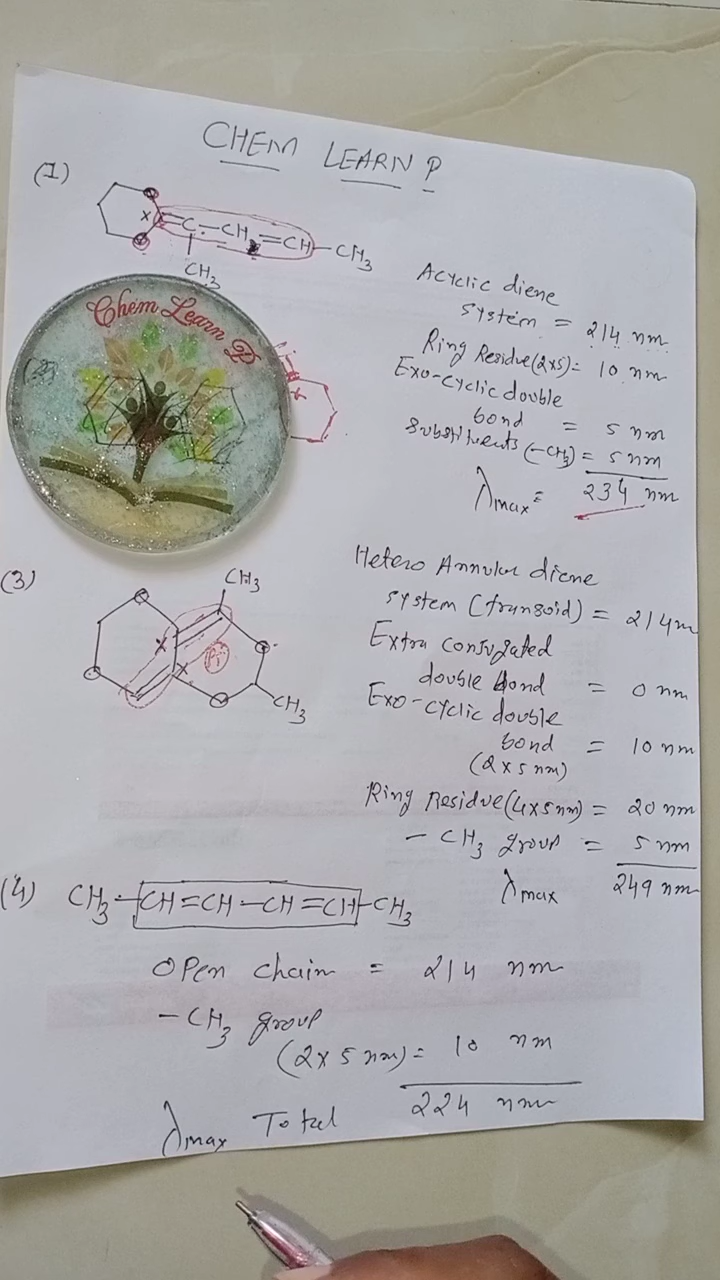 CHEM LEARN P
(1)
=C-CH=CH-CH3
CH3
Acyclic diene
system = 214 nm
Ring Residue (2x5) = 10 nm
Exo-cyclic double
bond = 5 nm
substituents (-CH3) = 5 nm
λmax = 234 nm
Chem Learn P
(3)
CH3
CH3
Hetero Annular diene
system (transoid) = 214 nm
Extra conjugated
double bond = 0 nm
Exo-cyclic double
bond = 10 nm
(2x5 nm)
Ring Residue (4x5nm) = 20 nm
- CH3 group = 5 nm
λmax 249 nm
(4) CH3-CH=CH-CH=CH-CH3
Open chain = 214 nm
-CH3 group
(2x5 nm) = 10 nm
224 nm
λmax Total